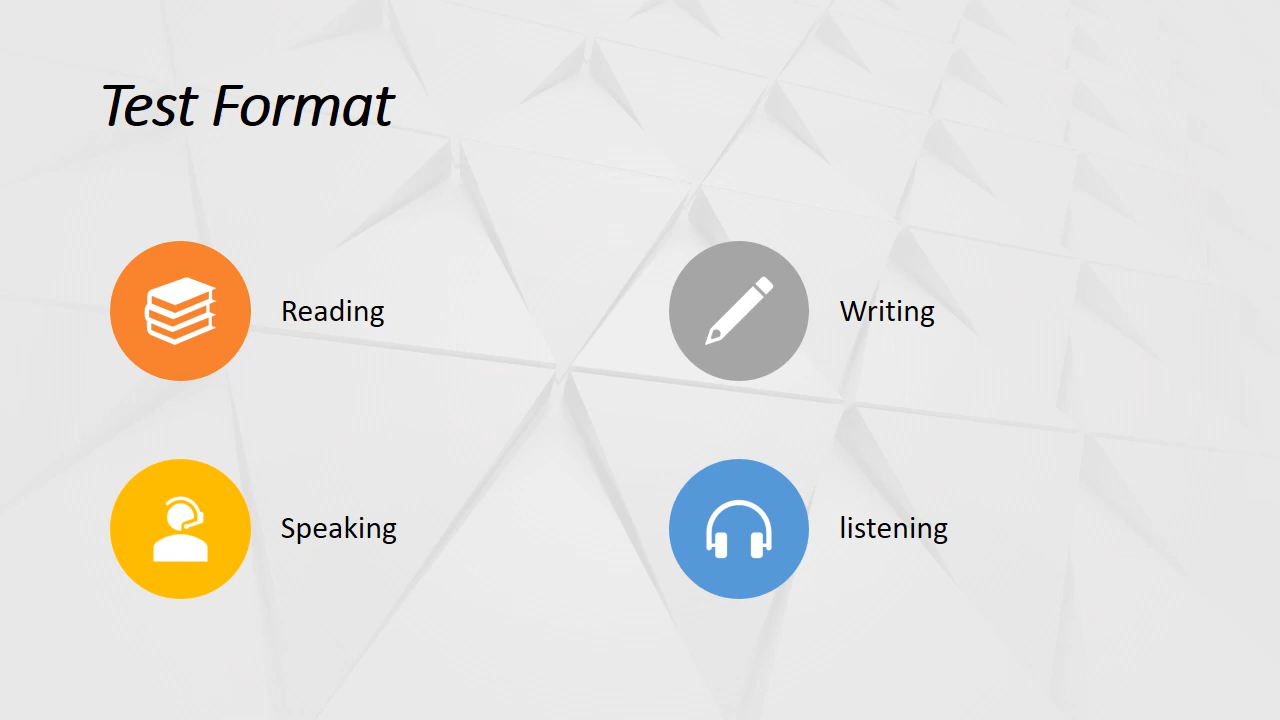 Test Format
Reading
Writing
Speaking
listening